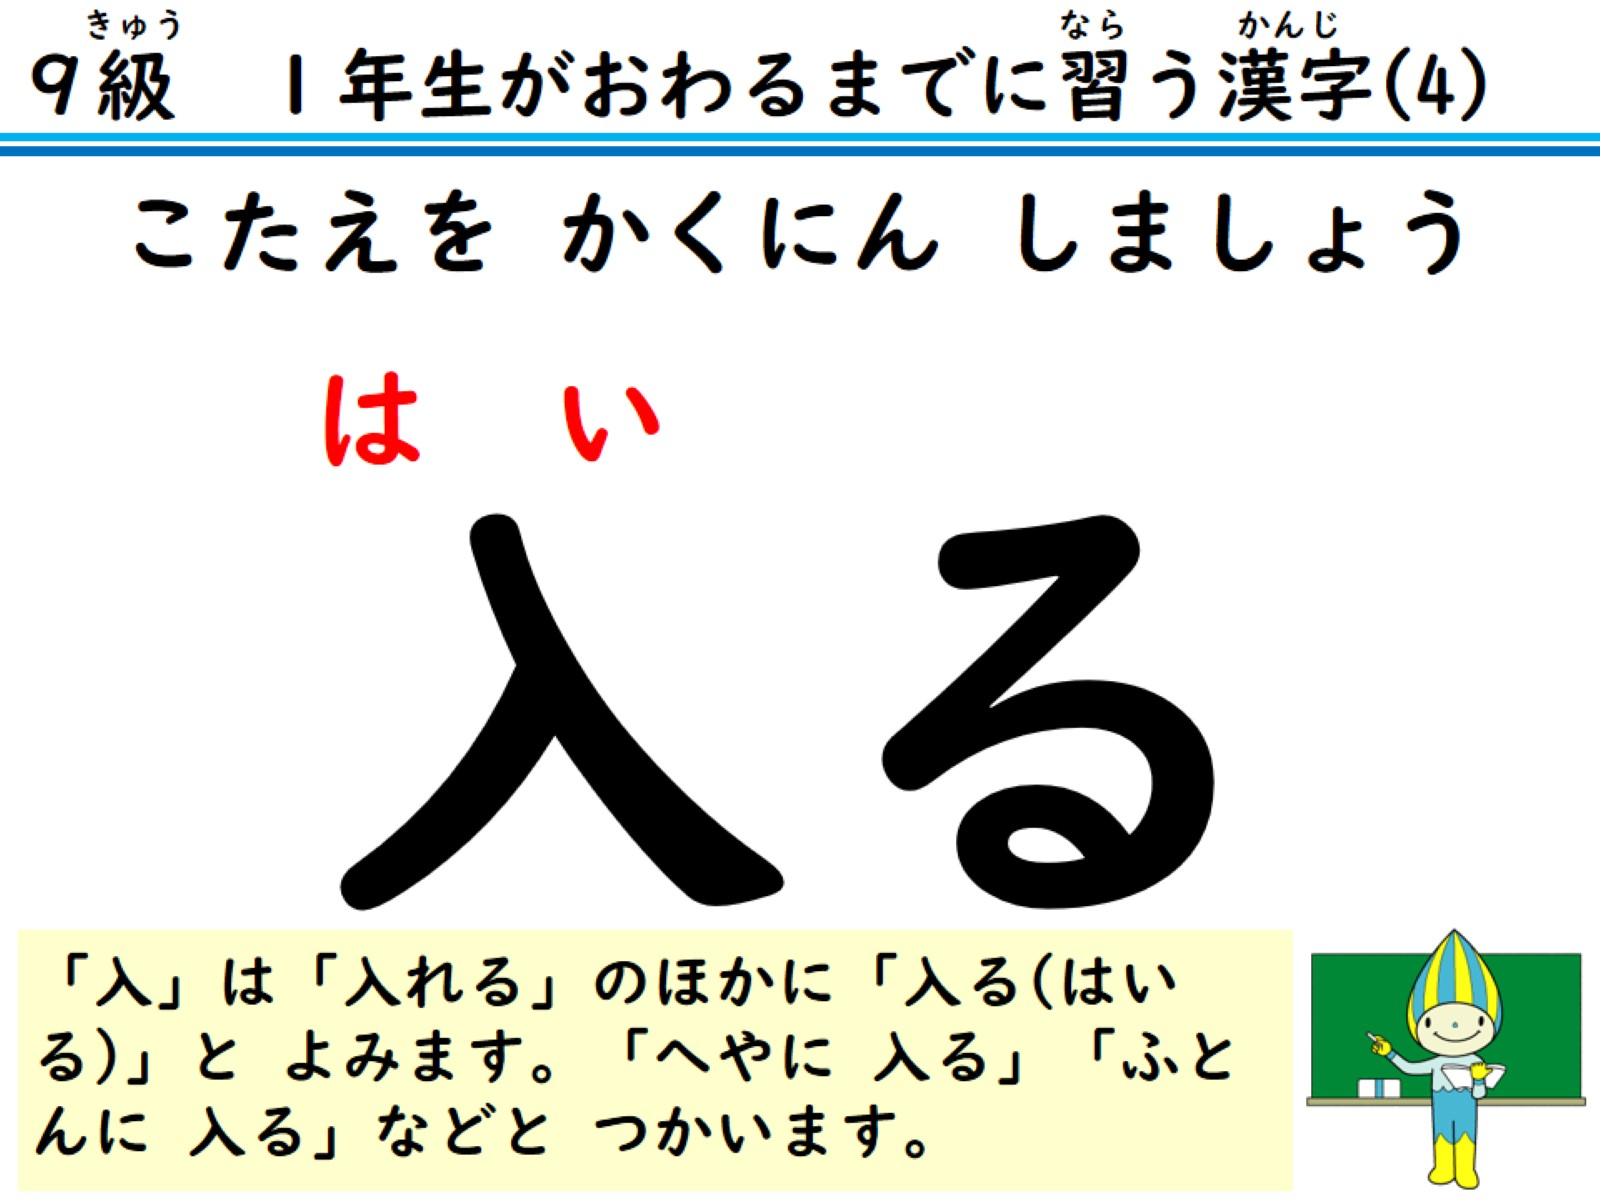 きゅう なら かんじ
9級 1年生がおわるまでに習う漢字(4)
こたえを かくにん しましょう
は い
入る
「入」は「入れる」のほかに「入る(はい
る)」と よみます。「へやに 入る」「ふと
んに 入る」などと つかいます。